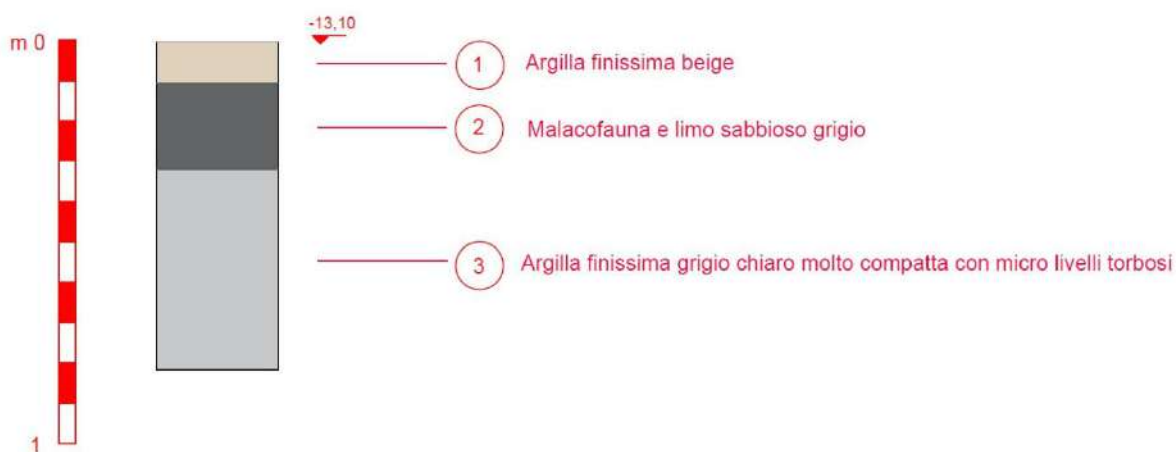 -13,10
m 0
1 Argilla finissima beige
2 Malacofauna e limo sabbioso grigio
3 Argilla finissima grigio chiaro molto compatta con micro livelli torbosi
1